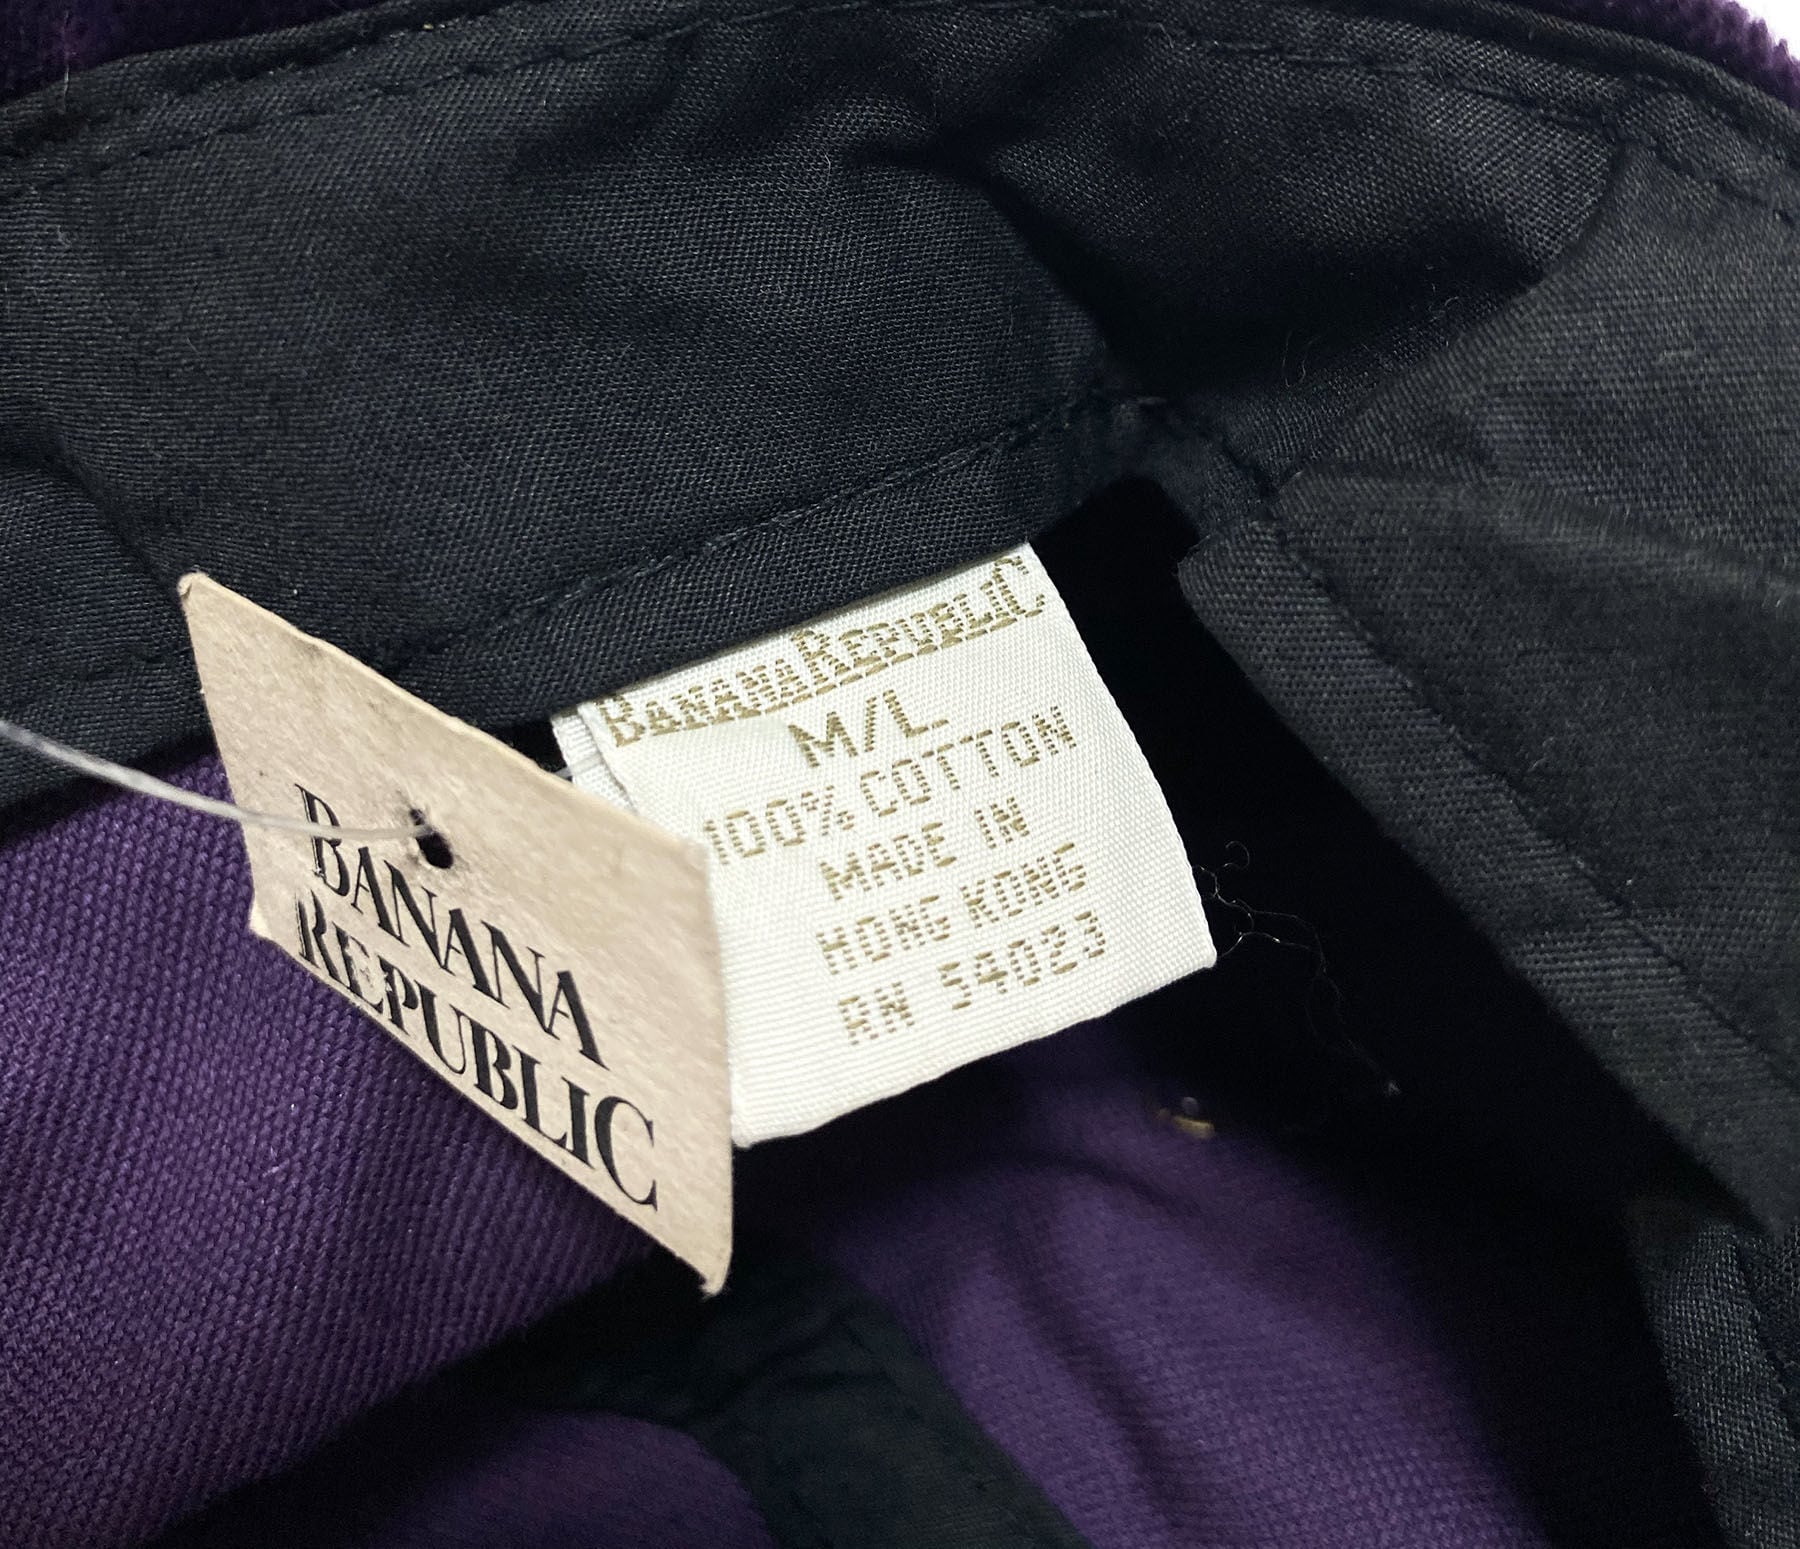 BANANA REPUBLIC
M/L
100% COTTON
MADE IN
HONG KONG
RN 54023
BANANA
REPUBLIC